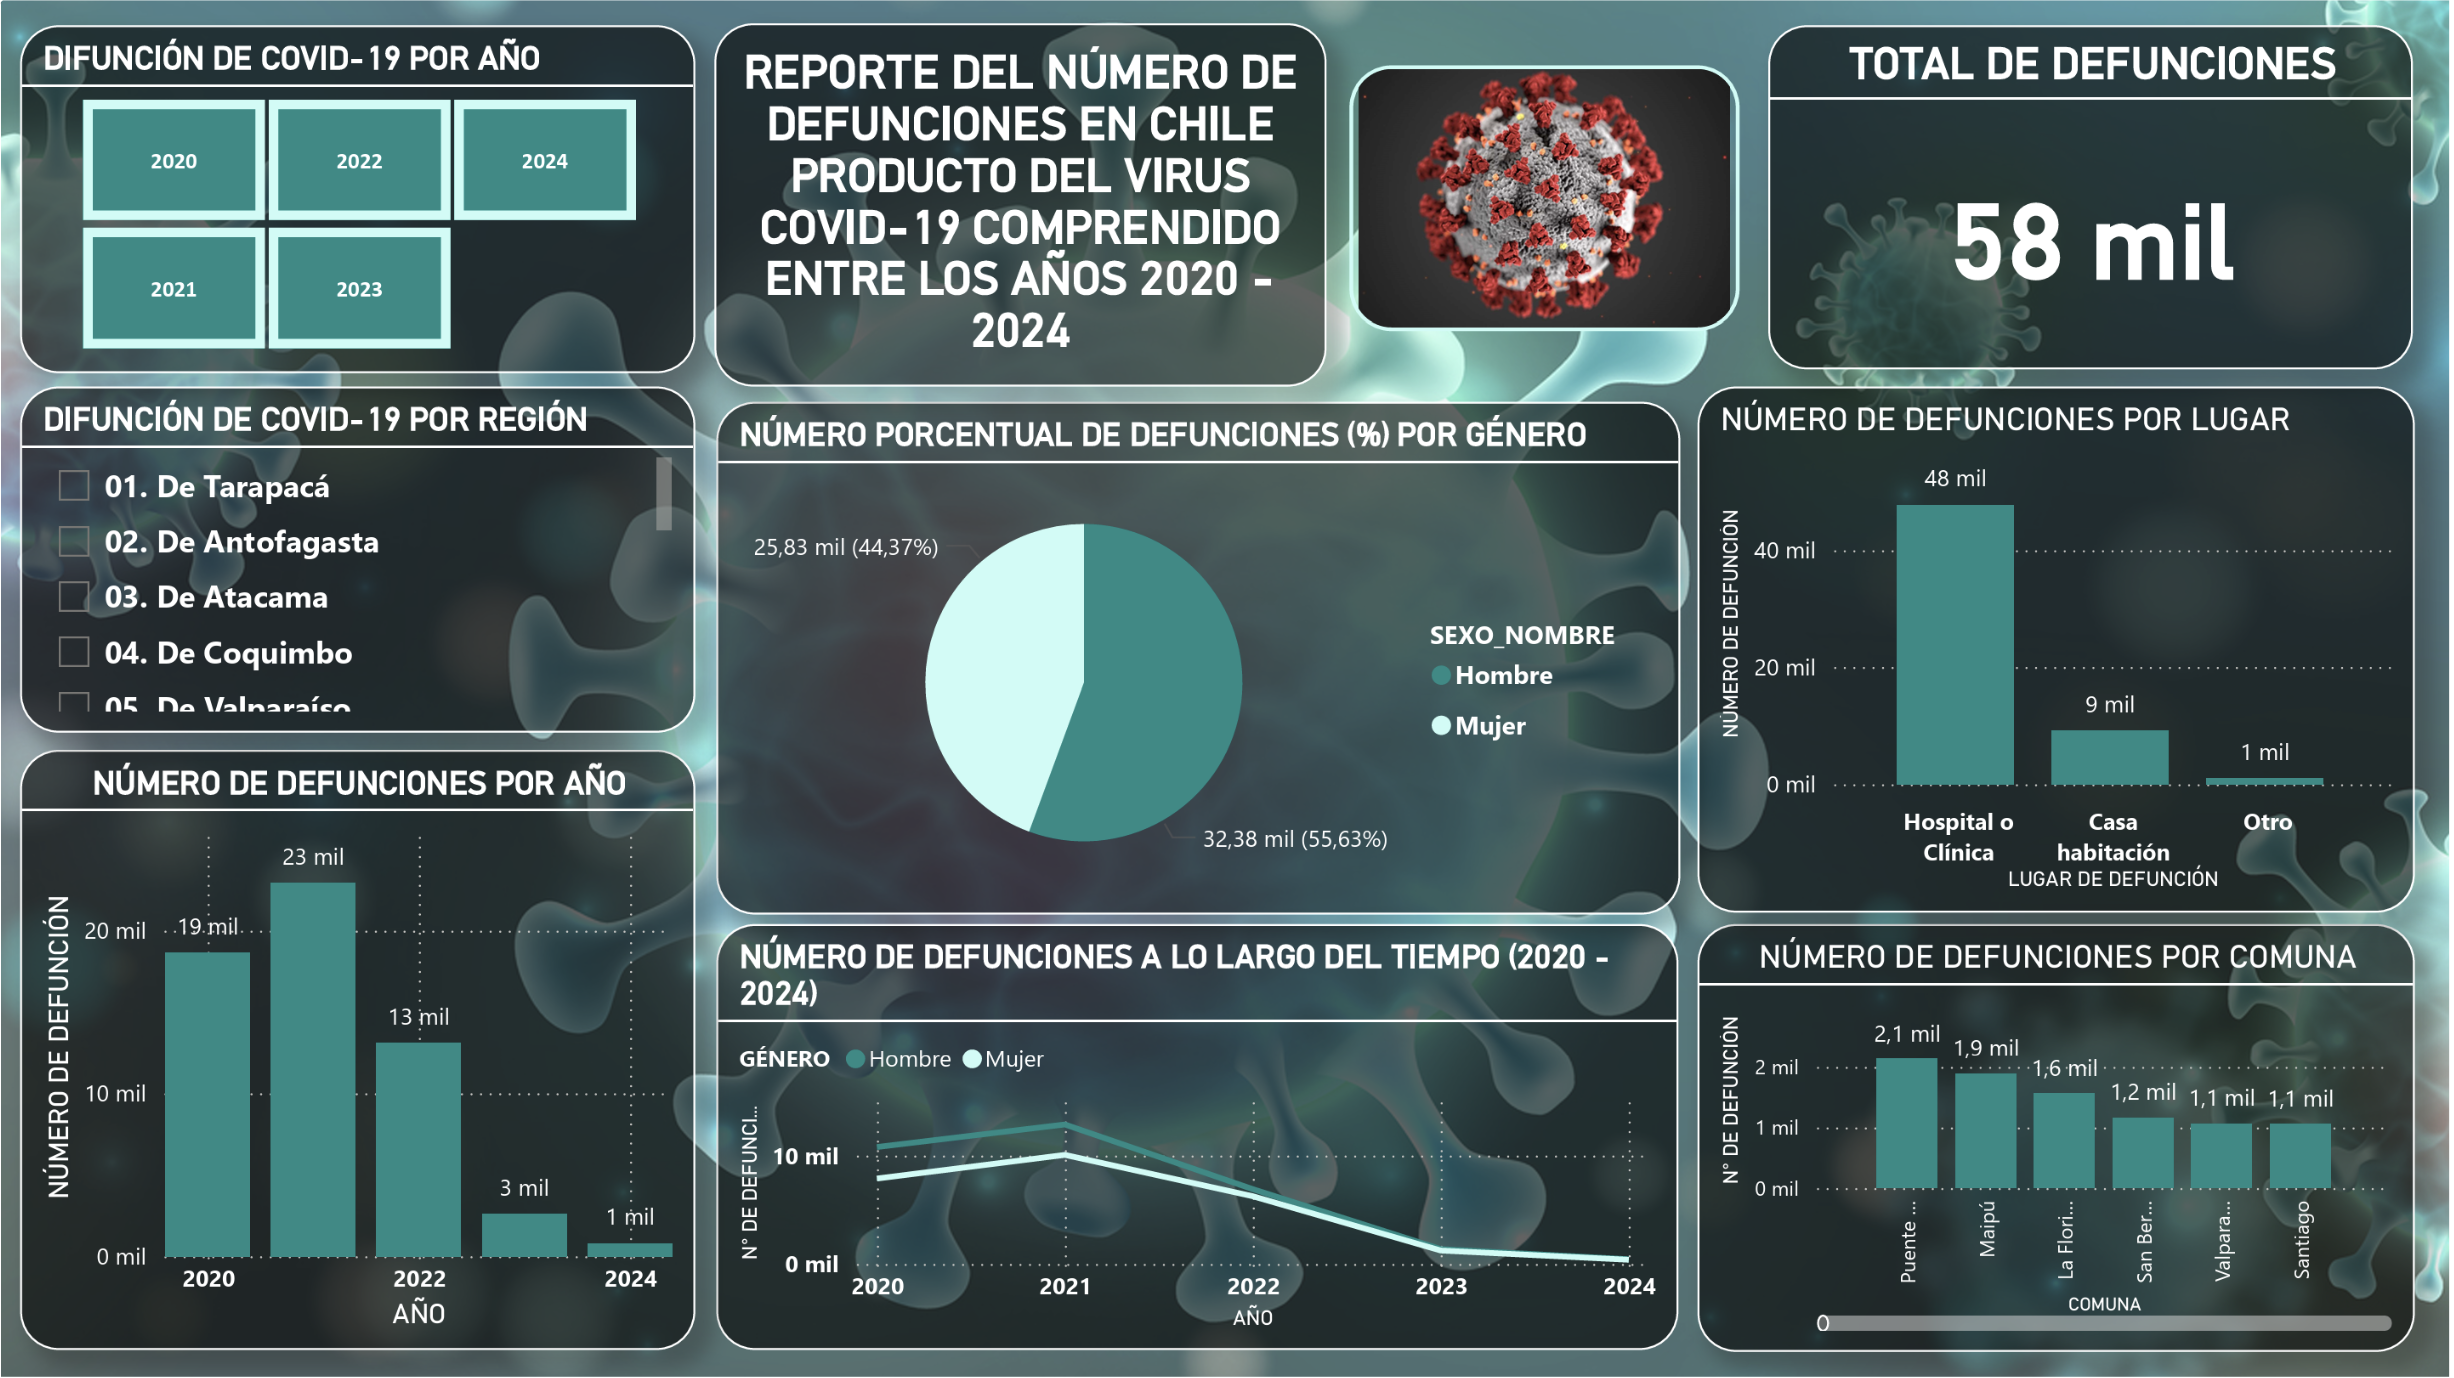 DIFUNCIÓN DE COVID-19 POR AÑO
2020
2022
2024
2021
2023
REPORTE DEL NÚMERO DE
DEFUNCIONES EN CHILE
PRODUCTO DEL VIRUS
COVID-19 COMPRENDIDO
ENTRE LOS AÑOS 2020 -
2024
TOTAL DE DEFUNCIONES
58 mil
DIFUNCIÓN DE COVID-19 POR REGIÓN
01. De Tarapacá
02. De Antofagasta
03. De Atacama
04. De Coquimbo
05. De Valparaíso
NÚMERO PORCENTUAL DE DEFUNCIONES (%) POR GÉNERO
25,83 mil (44,37%)
32,38 mil (55,63%)
SEXO_NOMBRE
Hombre
Mujer
NÚMERO DE DEFUNCIONES POR LUGAR
NÚMERO DE DEFUNCIÓN
40 mil
20 mil
0 mil
48 mil
9 mil
1 mil
Hospital o
Clínica
Casa
habitación
Otro
LUGAR DE DEFUNCIÓN
NÚMERO DE DEFUNCIONES POR AÑO
NÚMERO DE DEFUNCIÓN
20 mil
10 mil
0 mil
19 mil
23 mil
13 mil
3 mil
1 mil
2020
2022
2024
AÑO
NÚMERO DE DEFUNCIONES A LO LARGO DEL TIEMPO (2020 -
2024)
GÉNERO Hombre Mujer
N° DE DEFUNCI...
10 mil
0 mil
2020
2021
2022
2023
2024
AÑO
NÚMERO DE DEFUNCIONES POR COMUNA
N° DE DEFUNCIÓN
2 mil
1 mil
0 mil
2,1 mil
1,9 mil
1,6 mil
1,2 mil
1,1 mil
1,1 mil
Puente ...
Maipú
La Flori...
San Ber...
Valpara...
Santiago
COMUNA